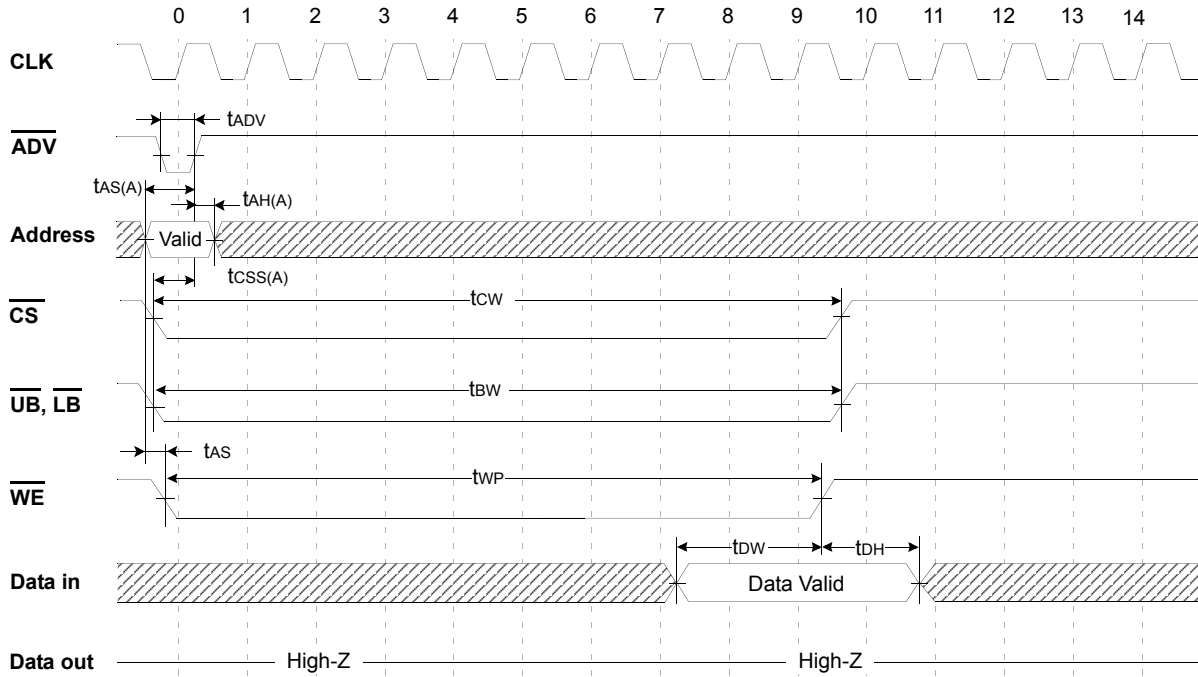 0 1 2 3 4 5 6 7 8 9 10 11 12 13 14
CLK
tADV
ADV
tAS(A)
tAH(A)
Address
Valid
tCSS(A)
CS
tCW
UB, LB
tBW
tAS
WE
tWP
tDW tDH
Data in
Data Valid
Data out High-Z High-Z